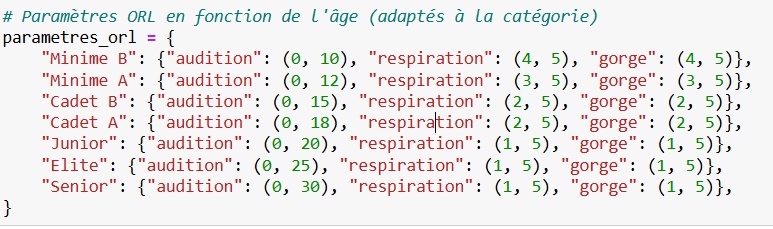 # Paramètres ORL en fonction de l'âge (adaptés à la catégorie)
parametres_orl = {
    "Minime B": {"audition": (0, 10), "respiration": (4, 5), "gorge": (4, 5)},
    "Minime A": {"audition": (0, 12), "respiration": (3, 5), "gorge": (3, 5)},
    "Cadet B": {"audition": (0, 15), "respiration": (2, 5), "gorge": (2, 5)},
    "Cadet A": {"audition": (0, 18), "respiration": (2, 5), "gorge": (2, 5)},
    "Junior": {"audition": (0, 20), "respiration": (1, 5), "gorge": (1, 5)},
    "Elite": {"audition": (0, 25), "respiration": (1, 5), "gorge": (1, 5)},
    "Senior": {"audition": (0, 30), "respiration": (1, 5), "gorge": (1, 5)},
}